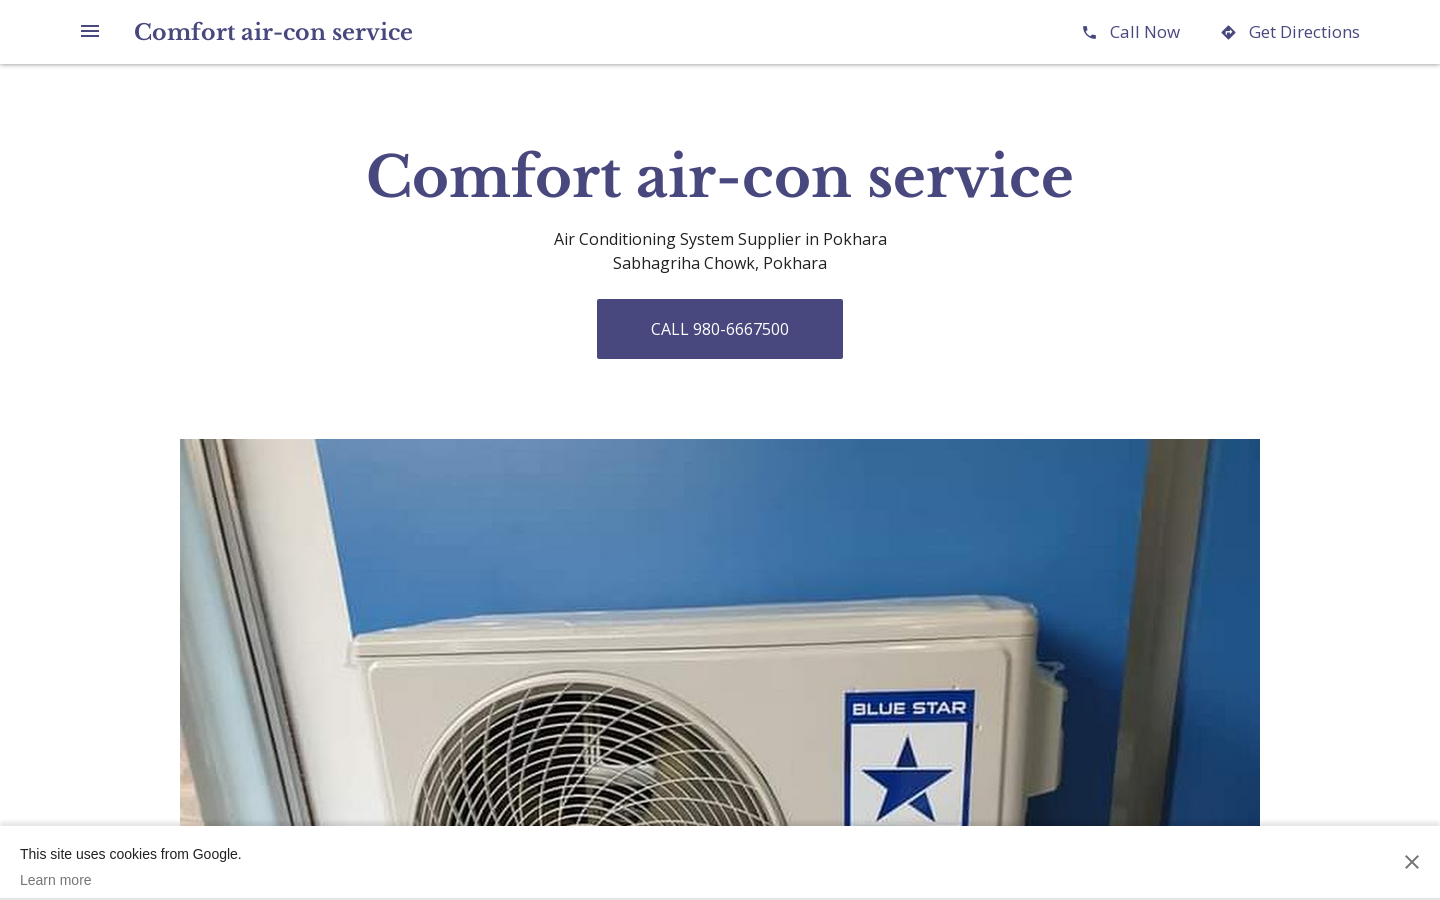 Comfort air-con service
Call Now
Get Directions
Comfort air-con service
Air Conditioning System Supplier in Pokhara
Sabhagriha Chowk, Pokhara
CALL 980-6667500
BLUE STAR
This site uses cookies from Google.
Learn more